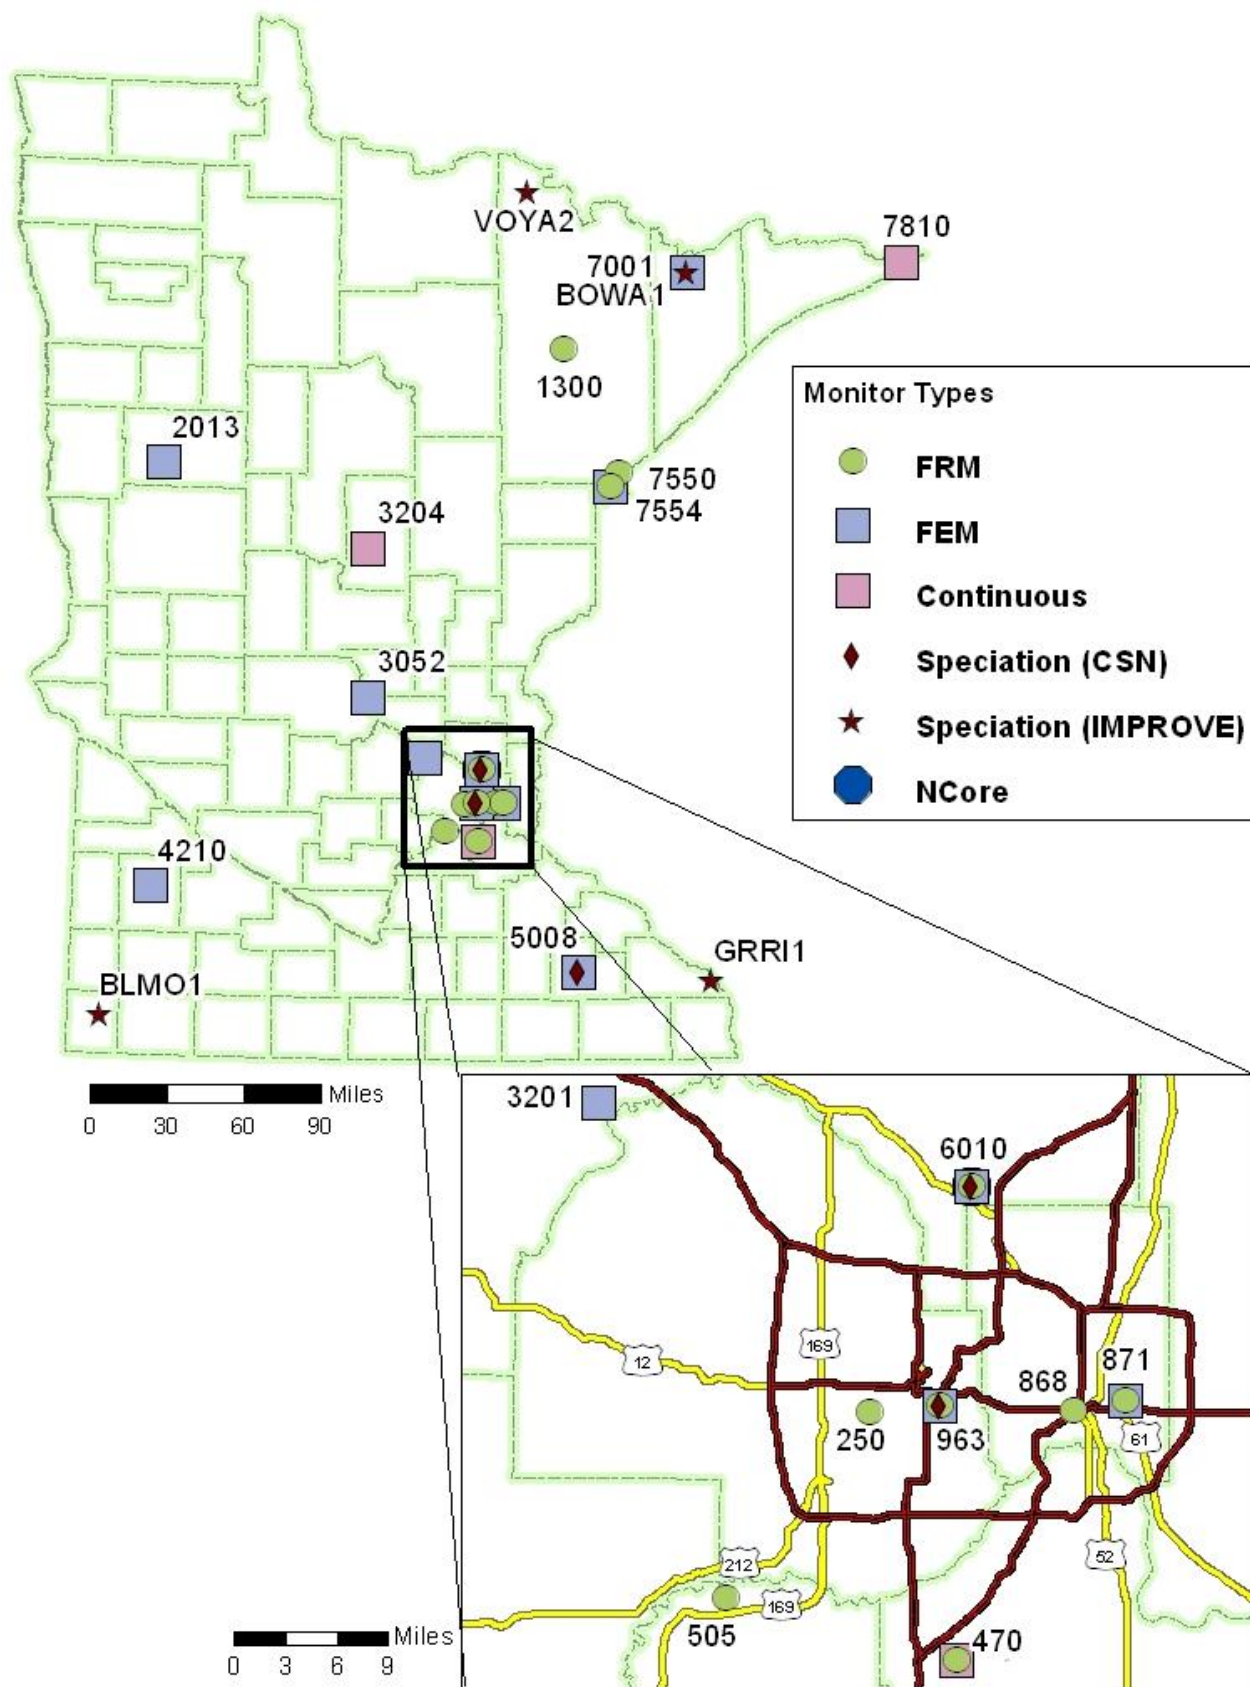 VOYA2
7810
7001
BOWA1
1300
Monitor Types
FRM
FEM
Continuous
Speciation (CSN)
Speciation (IMPROVE)
NCore
2013
7550
7554
3204
3052
4210
5008
GRRI1
BLMO1
Miles
0 30 60 90
3201
6010
169
12
871
868
250
963
61
212
52
169
505
470
Miles
0 3 6 9